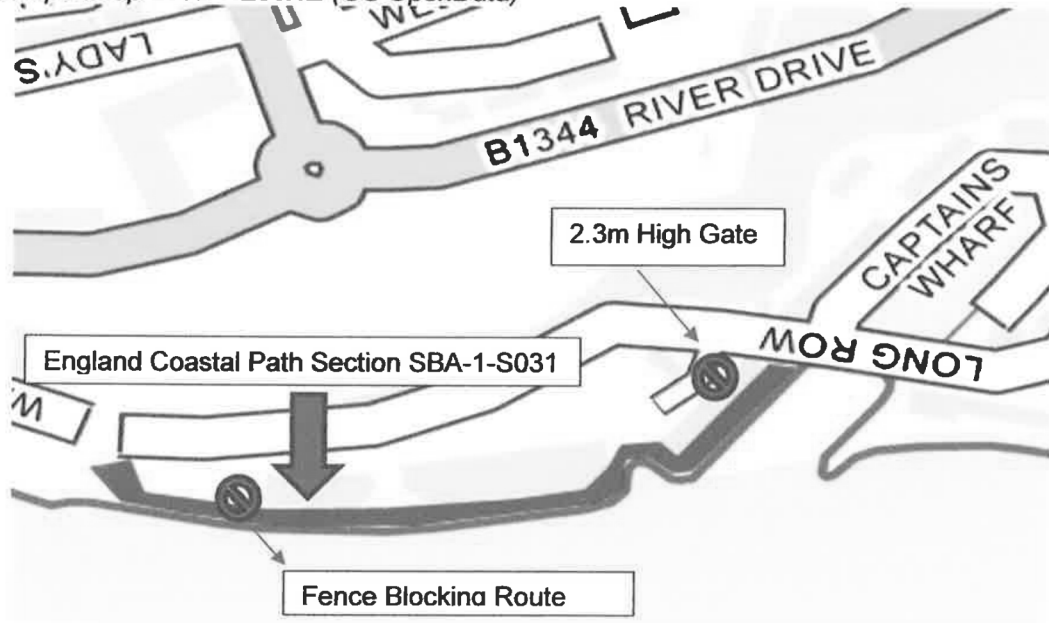 LADY'S
B1344 RIVER DRIVE
2.3m High Gate
CAPTAINS
WHARF
England Coastal Path Section SBA-1-S031
LONG ROW
Fence Blocking Route